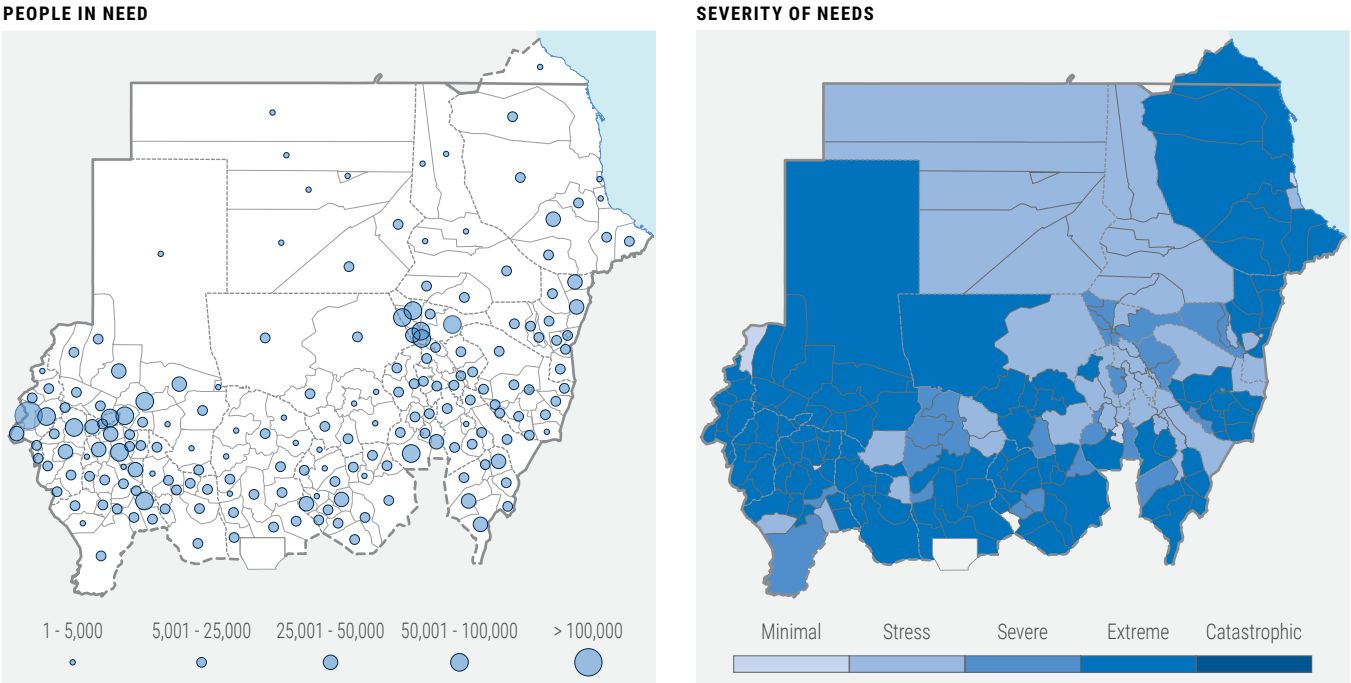 PEOPLE IN NEED
SEVERITY OF NEEDS
1 - 5,000
5,001 - 25,000
25,001 - 50,000
50,001 - 100,000
> 100,000
Minimal
Stress
Severe
Extreme
Catastrophic